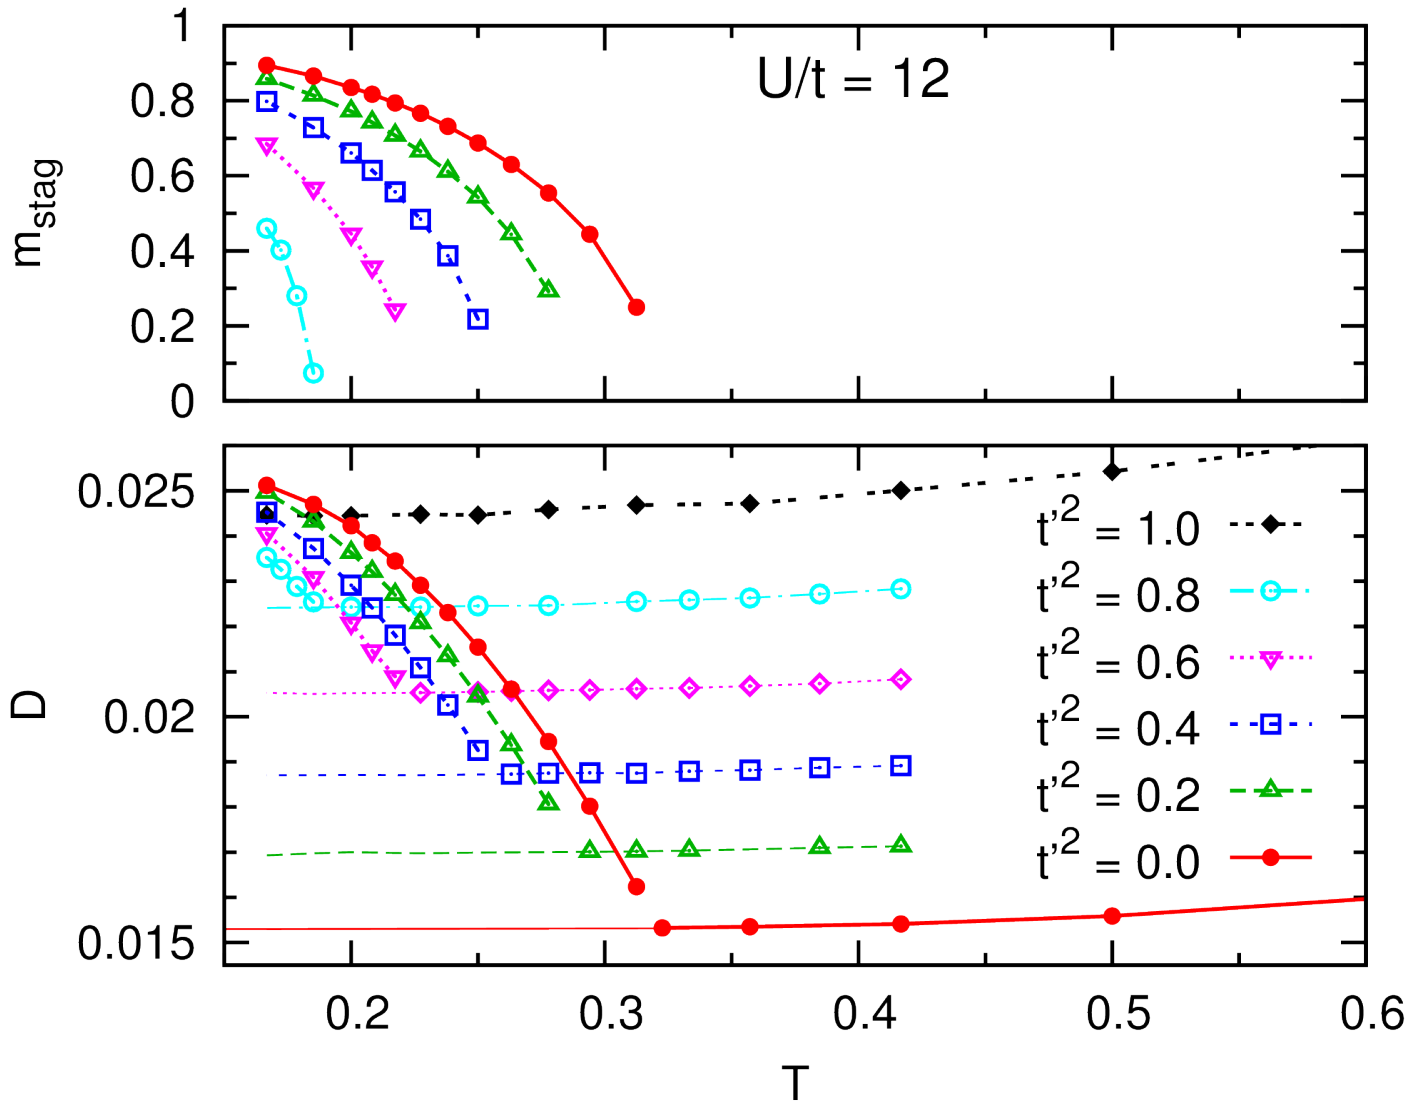 1
0.8
0.6
0.4
0.2
0
m_stag
U/t = 12
0.025
0.02
0.015
D
t'² = 1.0
t'² = 0.8
t'² = 0.6
t'² = 0.4
t'² = 0.2
t'² = 0.0
0.2 0.3 0.4 0.5 0.6
T